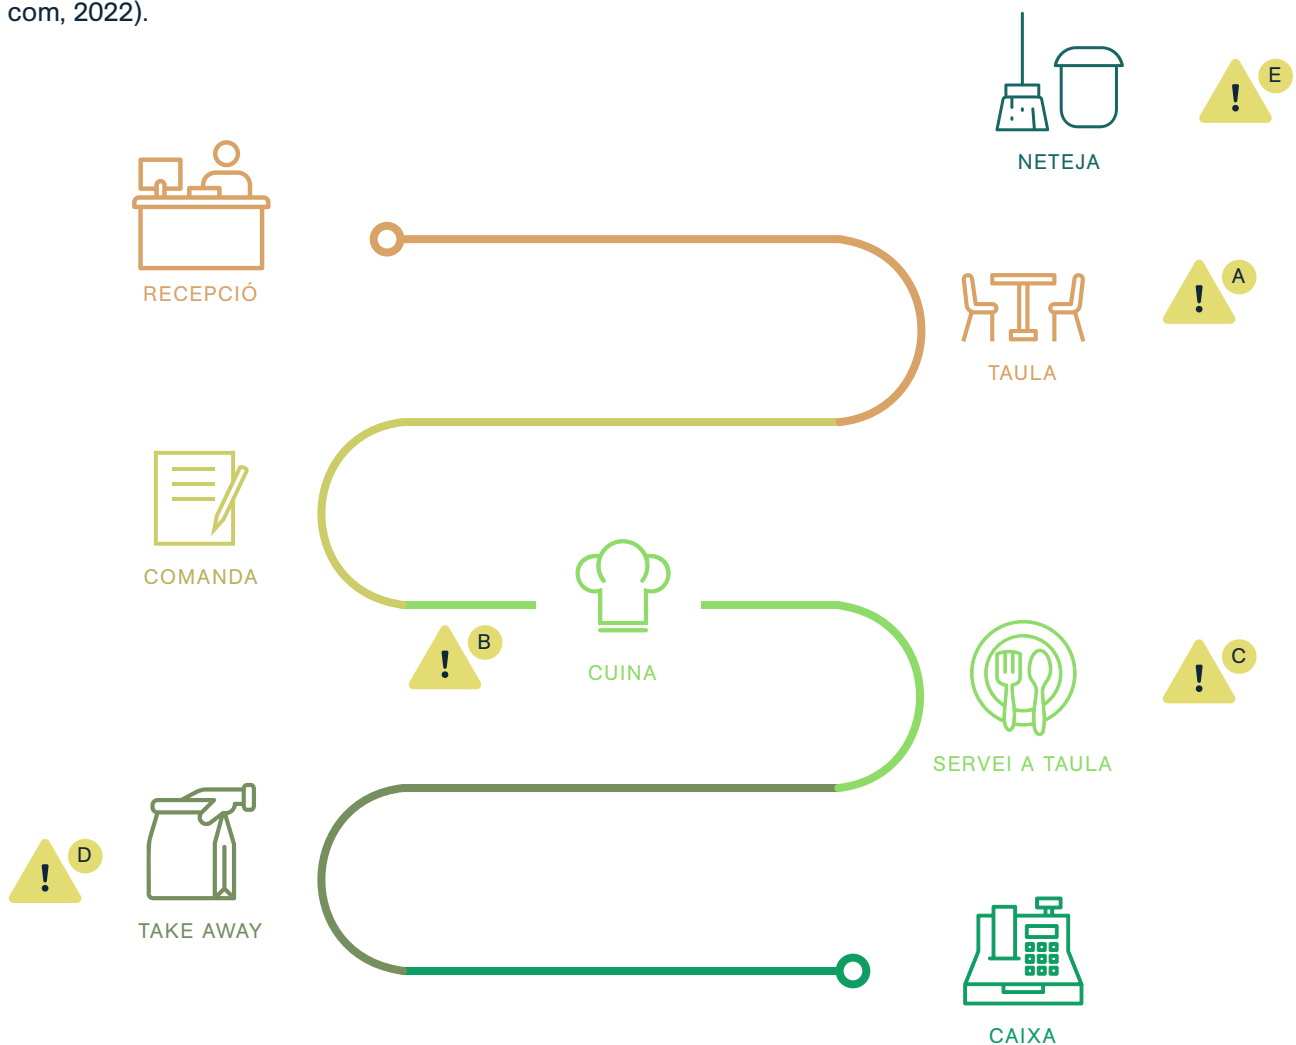 com, 2022).
E
NETEJA
RECEPCIÓ
A
TAULA
COMANDA
B
CUINA
C
SERVEI A TAULA
D
TAKE AWAY
CAIXA